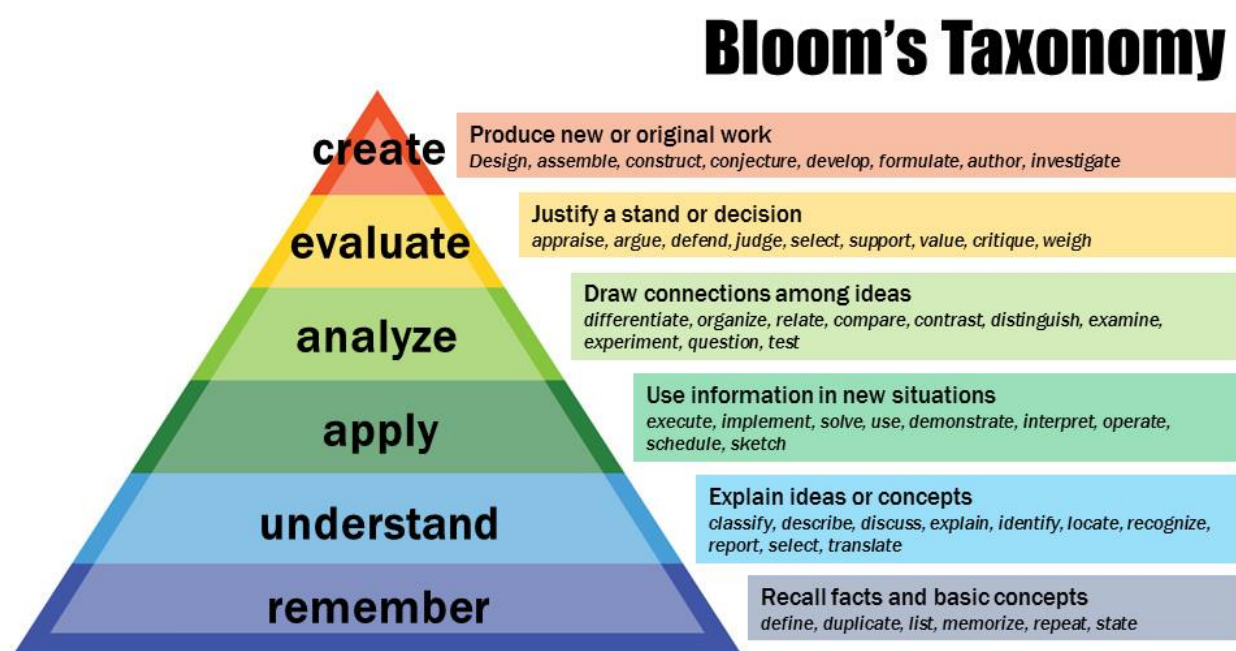 Bloom's Taxonomy
create
Produce new or original work
Design, assemble, construct, conjecture, develop, formulate, author, investigate
evaluate
Justify a stand or decision
appraise, argue, defend, judge, select, support, value, critique, weigh
analyze
Draw connections among ideas
differentiate, organize, relate, compare, contrast, distinguish, examine,
experiment, question, test
apply
Use information in new situations
execute, implement, solve, use, demonstrate, interpret, operate,
schedule, sketch
understand
Explain ideas or concepts
classify, describe, discuss, explain, identify, locate, recognize,
report, select, translate
remember
Recall facts and basic concepts
define, duplicate, list, memorize, repeat, state